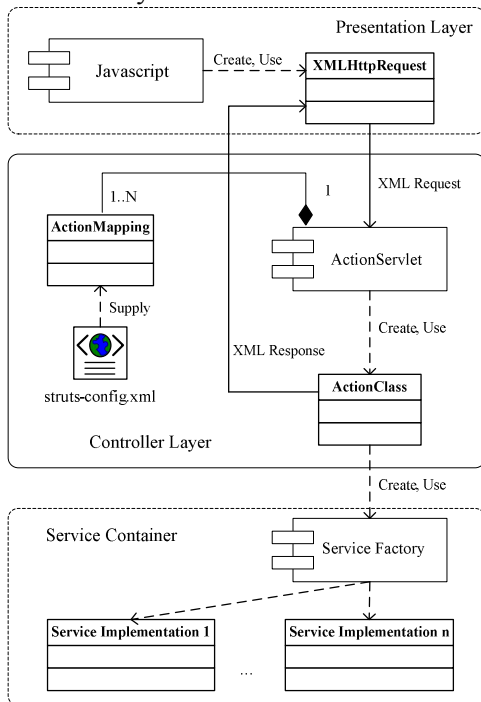 Presentation Layer
Javascript
Create, Use
XMLHttpRequest
1..N
1
XML Request
ActionMapping
ActionServlet
Supply
Create, Use
XML Response
struts-config.xml
ActionClass
Controller Layer
Create, Use
Service Container
Service Factory
Service Implementation 1
...
Service Implementation n